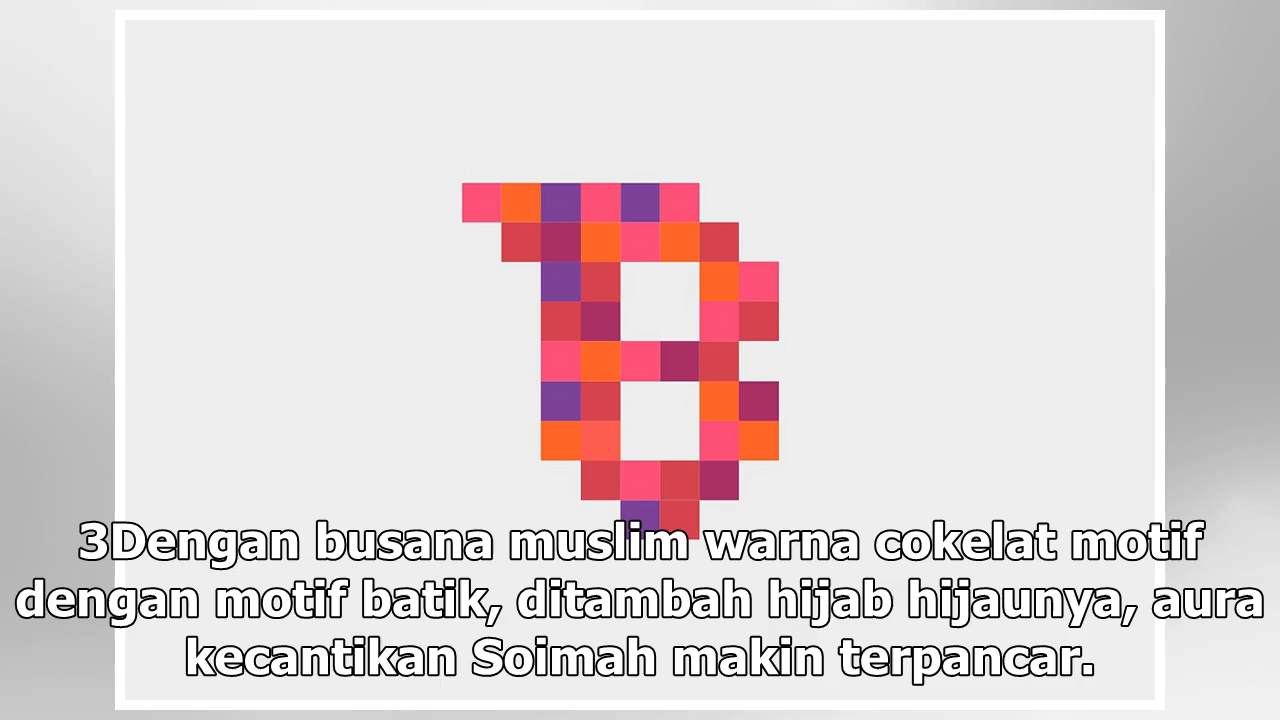 3Dengan busana muslim warna cokelat motif
dengan motif batik, ditambah hijab hijaunya, aura
kecantikan Soimah makin terpancar.